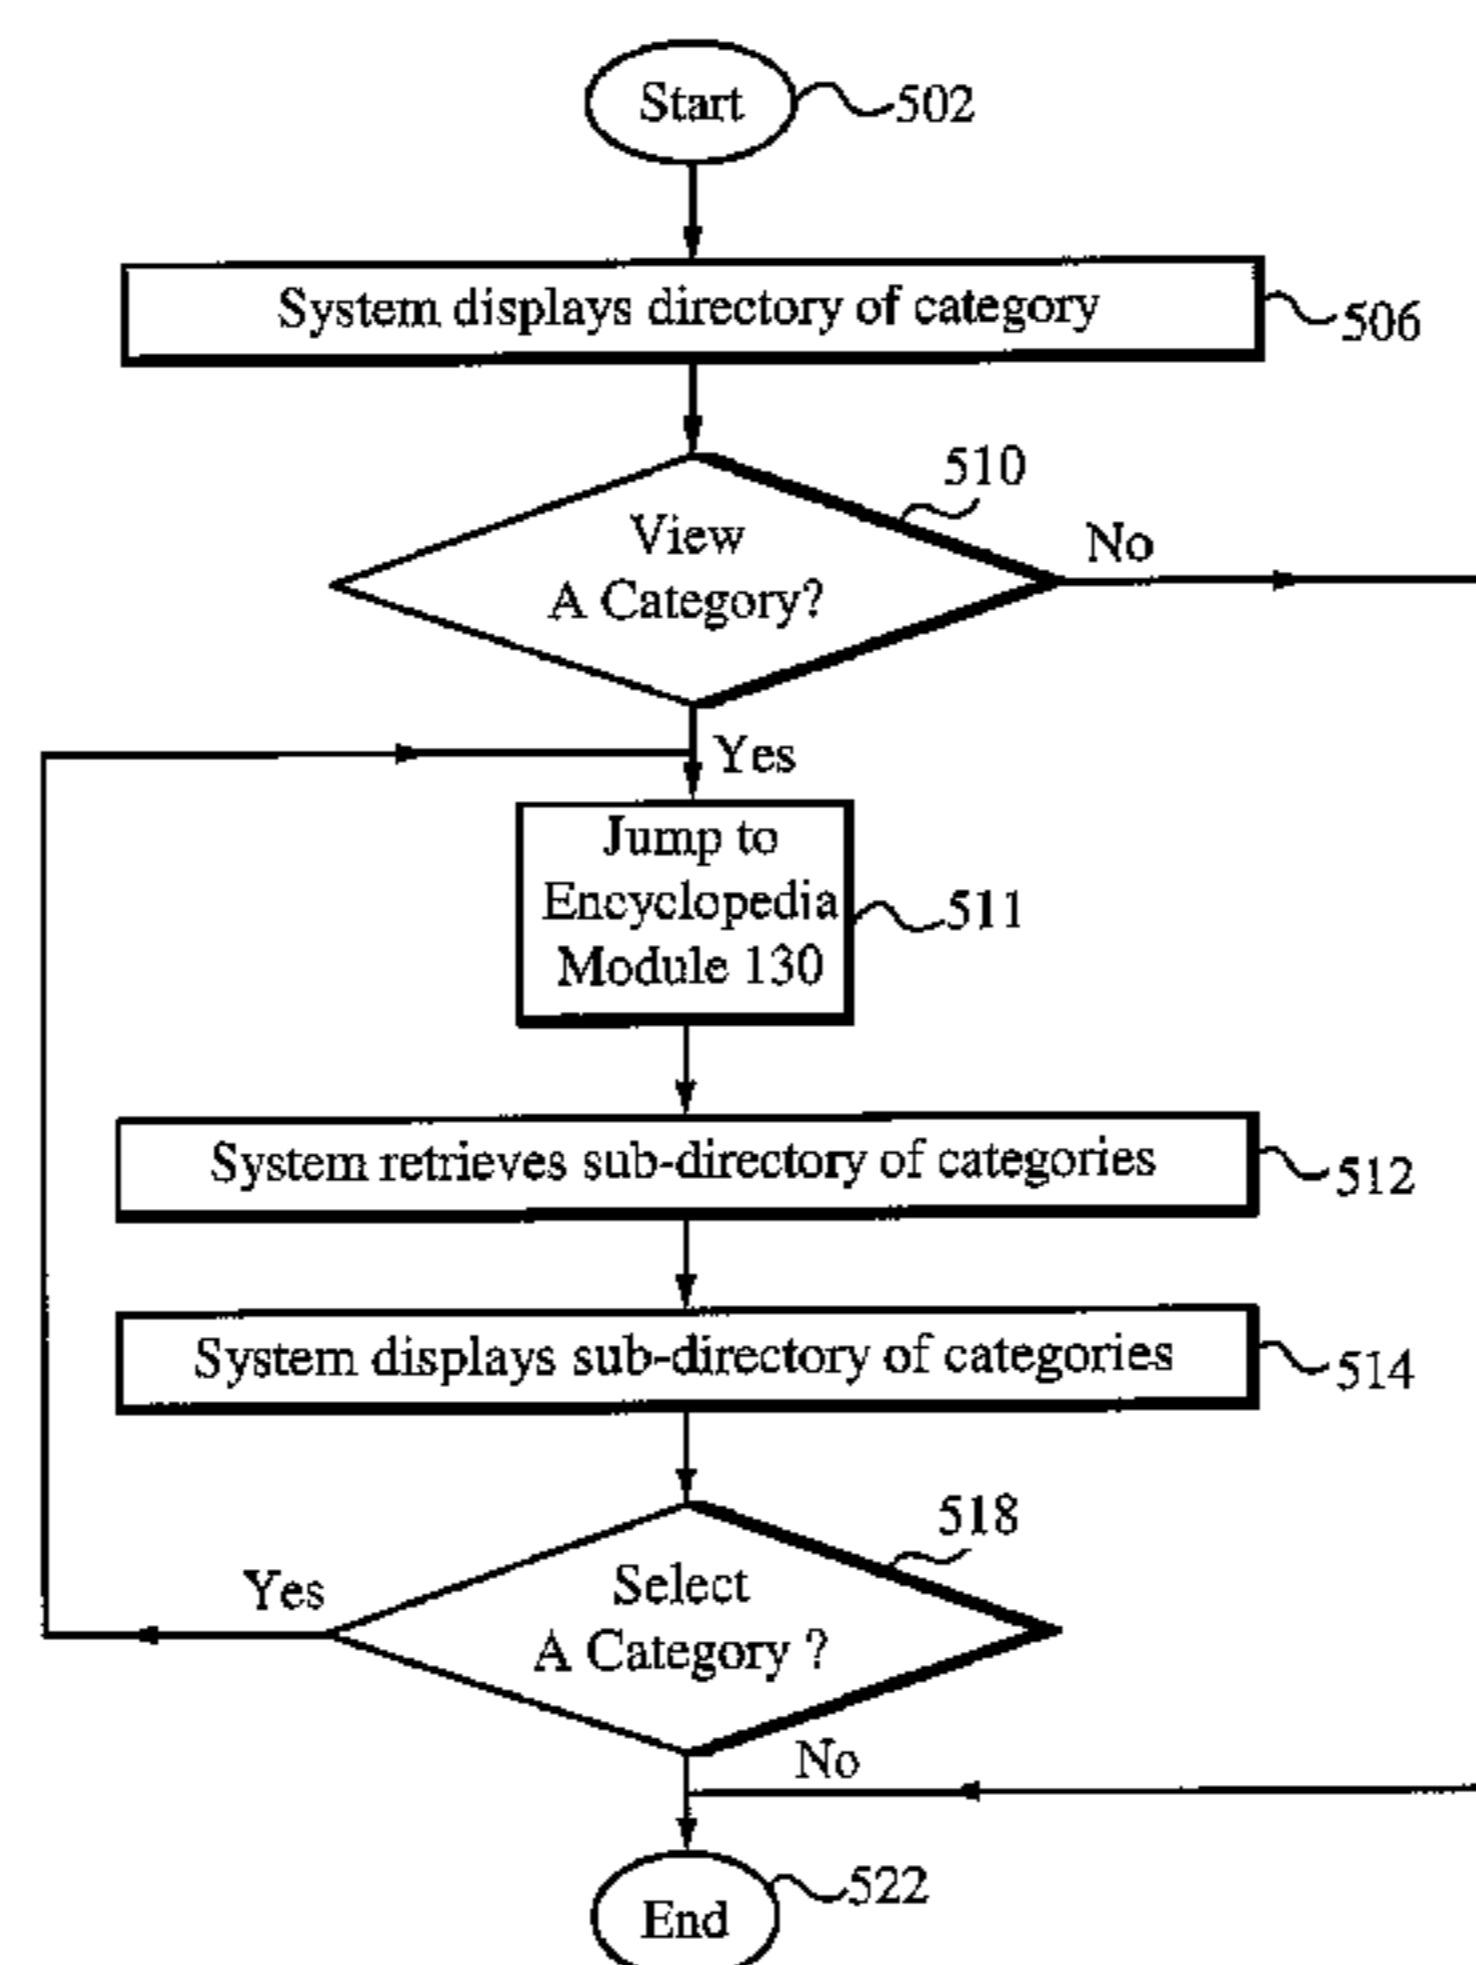 Start
502
System displays directory of category
506
510
View
A Category?
No
Yes
Jump to
Encyclopedia
Module 130
511
System retrieves sub-directory of categories
512
System displays sub-directory of categories
514
518
Select
A Category ?
Yes
No
522
End